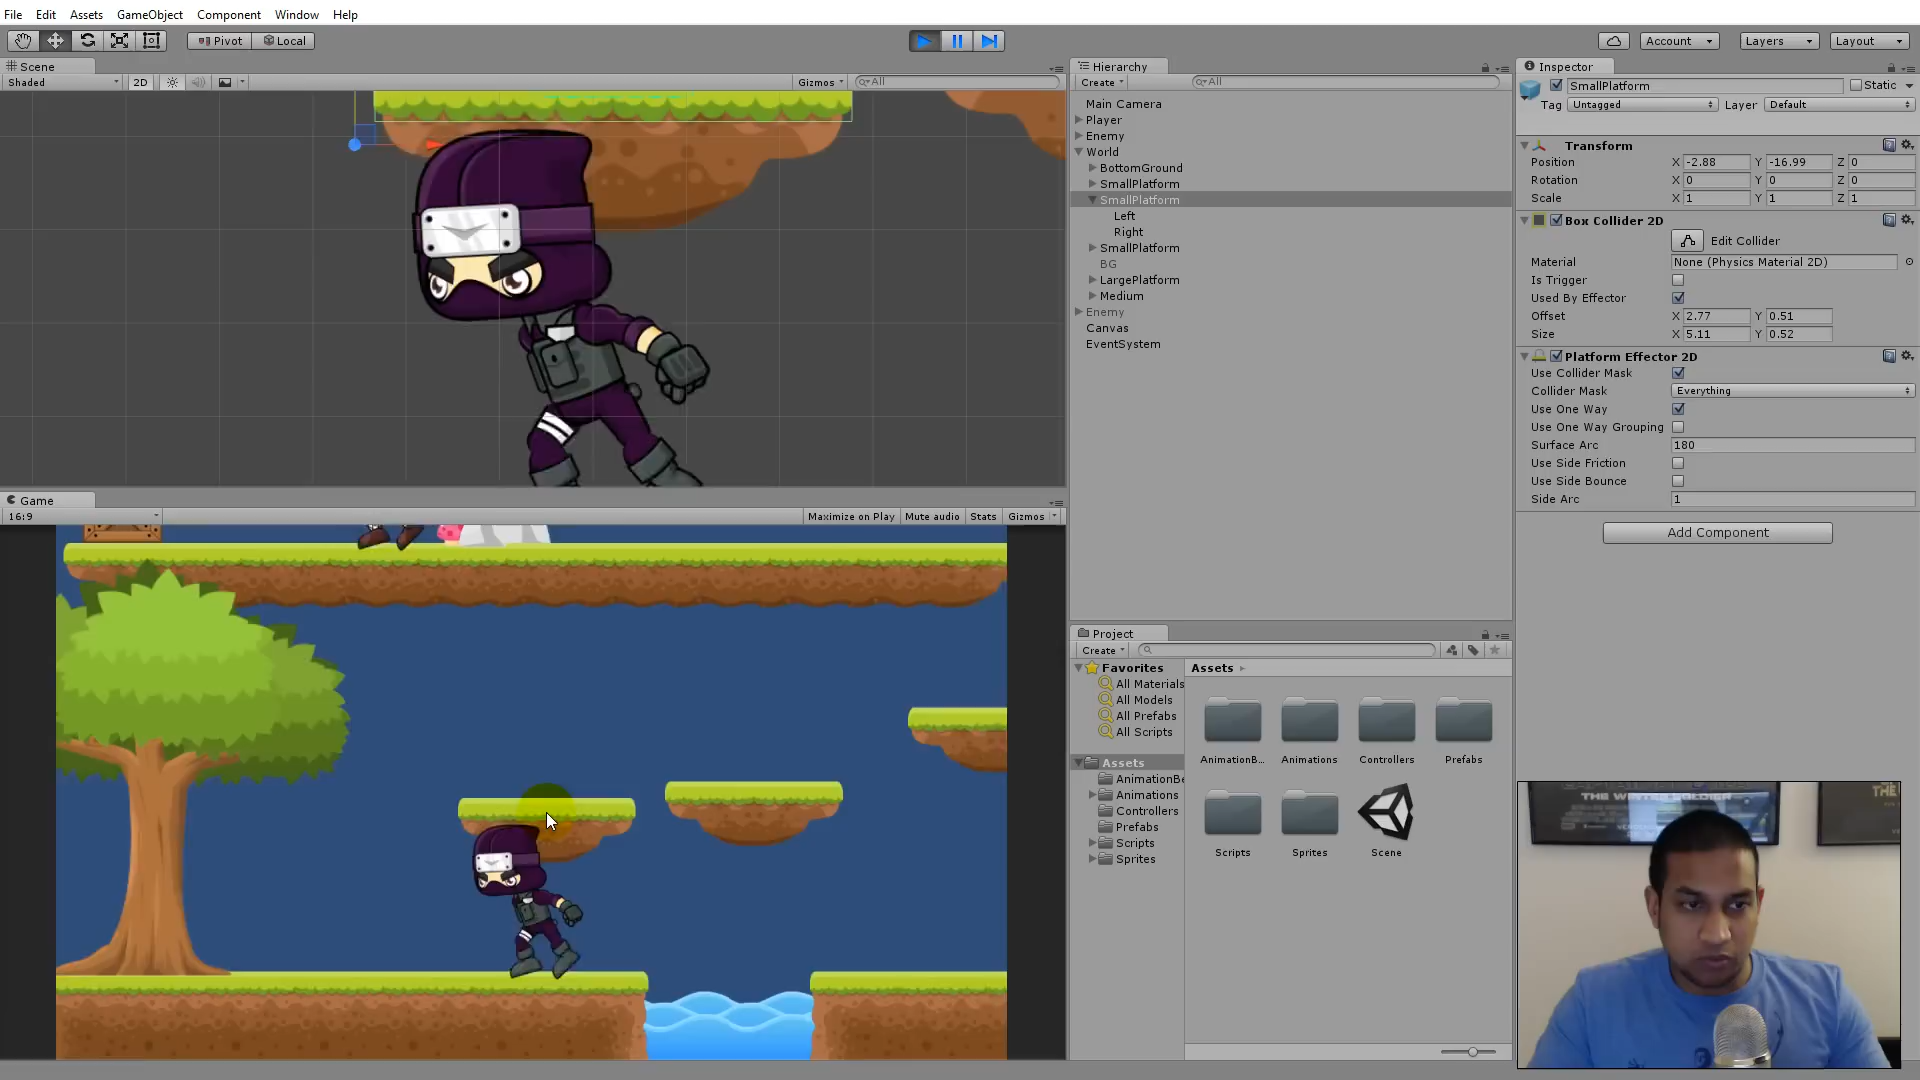 File Edit Assets GameObject Component Window Help
Pivot Local
Account Layers Layout
Scene
Shaded 2D Gizmos All
Hierarchy
Create All
Main Camera
Player
Enemy
World
BottomGround
SmallPlatform
SmallPlatform
Left
Right
SmallPlatform
BG
LargePlatform
Medium
Enemy
Canvas
EventSystem
Inspector
SmallPlatform Static
Tag Untagged Layer Default
Transform
Position X -2.88 Y -16.99 Z 0
Rotation X 0 Y 0 Z 0
Scale X 1 Y 1 Z 1
Box Collider 2D
Edit Collider
Material None (Physics Material 2D)
Is Trigger
Used By Effector
Offset X 2.77 Y 0.51
Size X 5.11 Y 0.52
Platform Effector 2D
Use Collider Mask
Collider Mask Everything
Use One Way
Use One Way Grouping
Surface Arc 180
Use Side Friction
Use Side Bounce
Side Arc 1
Add Component
Game
16:9 Maximize on Play Mute audio Stats Gizmos
Project
Create
Favorites
All Materials
All Models
All Prefabs
All Scripts
Assets
AnimationBe
Animations
Controllers
Prefabs
Scripts
Sprites
Assets
AnimationB... Animations Controllers Prefabs
Scripts Sprites Scene
THE WINTER SOLDIER
THE